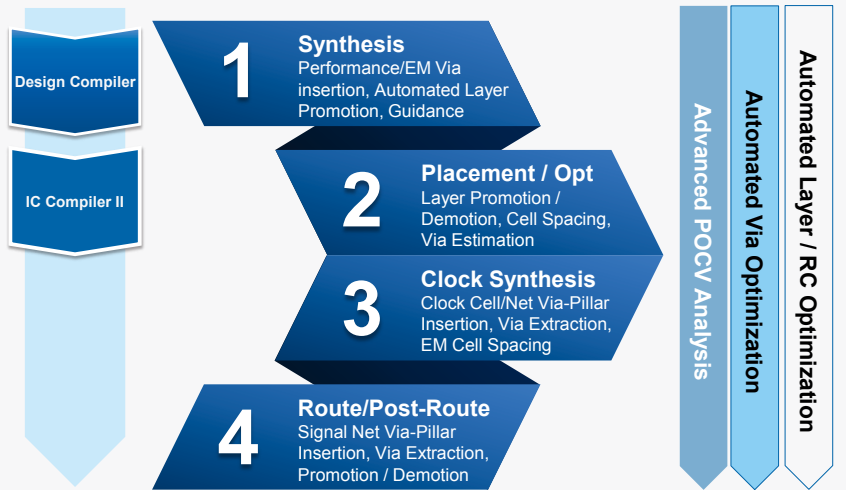 Design Compiler
IC Compiler II
1
Synthesis
Performance/EM Via
insertion, Automated Layer
Promotion, Guidance
2
Placement / Opt
Layer Promotion /
Demotion, Cell Spacing,
Via Estimation
3
Clock Synthesis
Clock Cell/Net Via-Pillar
Insertion, Via Extraction,
EM Cell Spacing
4
Route/Post-Route
Signal Net Via-Pillar
Insertion, Via Extraction,
Promotion / Demotion
Advanced POCV Analysis
Automated Via Optimization
Automated Layer / RC Optimization